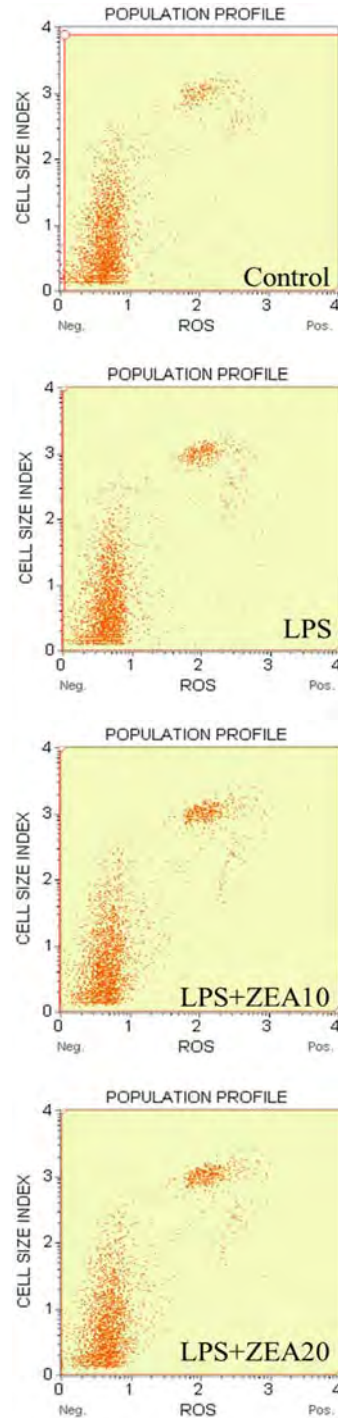 POPULATION PROFILE
4
3
2
1
0
CELL SIZE INDEX
Control
0 1 2 3 4
Neg. ROS Pos.
POPULATION PROFILE
4
3
2
1
0
CELL SIZE INDEX
LPS
0 1 2 3 4
Neg. ROS Pos.
POPULATION PROFILE
4
3
2
1
0
CELL SIZE INDEX
LPS+ZEA10
0 1 2 3 4
Neg. ROS Pos.
POPULATION PROFILE
4
3
2
1
0
CELL SIZE INDEX
LPS+ZEA20
0 1 2 3 4
Neg. ROS Pos.